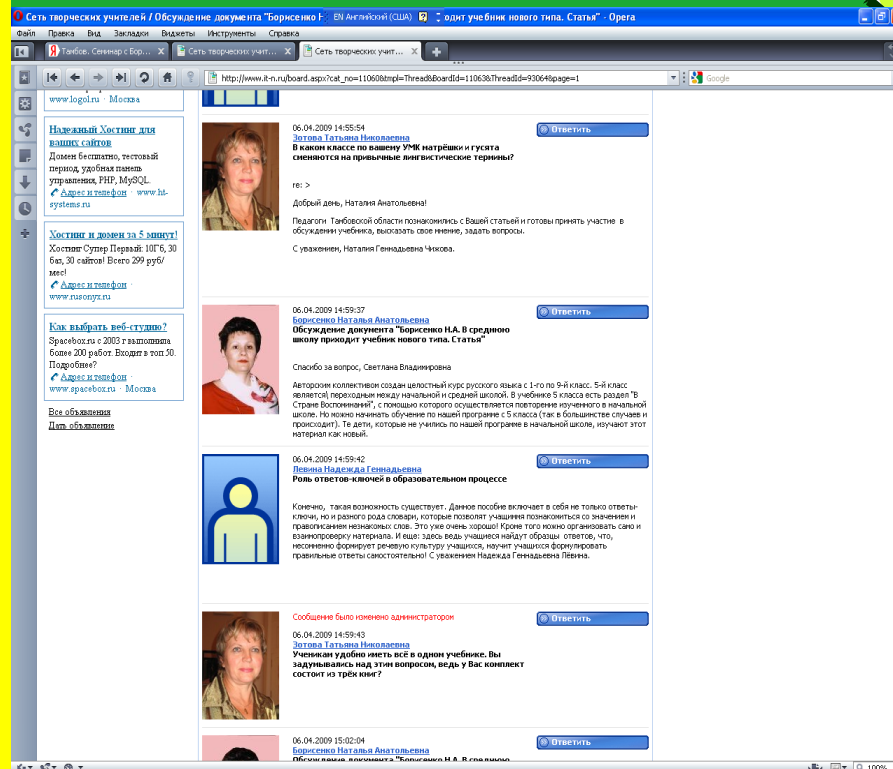 Сеть творческих учителей / Обсуждение документа "Борисенко Н
EN Английский (США)
одит учебник нового типа. Статья" - Opera
Файл Правка Вид Закладки Виджеты Инструменты Справка
Тамбов. Семинар с Бор...
Сеть творческих учит...
Сеть творческих учит...
http://www.it-n.ru/board.aspx?cat_no=11060&tmpl=Thread&BoardId=11063&ThreadId=93064&page=1
Google
www.logol.ru · Москва
Надежный Хостинг для
ваших сайтов
Домен бесплатно, тестовый
период, удобная панель
управления, PHP, MySQL.
Адрес и телефон · www.ht-
systems.ru
Хостинг и домен за 5 минут!
Хостинг Супер Первый: 10Гб, 30
баз, 30 сайтов! Всего 299 руб/
мес!
Адрес и телефон ·
www.rusonyx.ru
Как выбрать веб-студию?
Spacebox.ru с 2003 г выполнила
более 200 работ. Входит в топ 50.
Подробнее?
Адрес и телефон ·
www.spacebox.ru · Москва
Все объявления
Дать объявление
06.04.2009 14:55:54
Ответить
Зотова Татьяна Николаевна
В каком классе по вашему УМК матрёшки и гусята
сменяются на привычные лингвистические термины?
re: >
Добрый день, Наталия Анатольевна!
Педагоги Тамбовской области познакомились с Вашей статьей и готовы принять участие в
обсуждении учебника, высказать свое мнение, задать вопросы.
С уважением, Наталия Геннадьевна Чижова.
06.04.2009 14:59:37
Ответить
Борисенко Наталья Анатольевна
Обсуждение документа "Борисенко Н.А. В среднюю
школу приходит учебник нового типа. Статья"
Спасибо за вопрос, Светлана Владимировна
Авторским коллективом создан целостный курс русского языка с 1-го по 9-й класс. 5-й класс
является\ переходным между начальной и средней школой. В учебнике 5 класса есть раздел "В
Стране Воспоминаний", с помощью которого осуществляется повторение изученного в начальной
школе. Но можно начинать обучение по нашей программе с 5 класса (так в большинстве случаев и
происходит). Те дети, которые не учились по нашей программе в начальной школе, изучают этот
материал как новый.
06.04.2009 14:59:42
Ответить
Левина Надежда Геннадьевна
Роль ответов-ключей в образовательном процессе
Конечно, такая возможность существует. Данное пособие включает в себя не только ответы-
ключи, но и разного рода словари, которые позволят учащимся познакомиться со значением и
правописанием незнакомых слов. Это уже очень хорошо! Кроме того можно организовать само и
взаимопроверку материала. И еще: здесь ведь учащиеся найдут образцы ответов, что,
несомненно формирует речевую культуру учащихся, научит учащихся формулировать
правильные ответы самостоятельно! С уважением Надежда Геннадьевна Лёвина.
Сообщение было изменено администратором
Ответить
06.04.2009 14:59:43
Зотова Татьяна Николаевна
Ученикам удобно иметь всё в одном учебнике. Вы
задумывались над этим вопросом, ведь у Вас комплект
состоит из трёх книг?
06.04.2009 15:02:04
Ответить
Борисенко Наталья Анатольевна
Обсуждение документа "Борисенко Н.А. В среднюю
100%